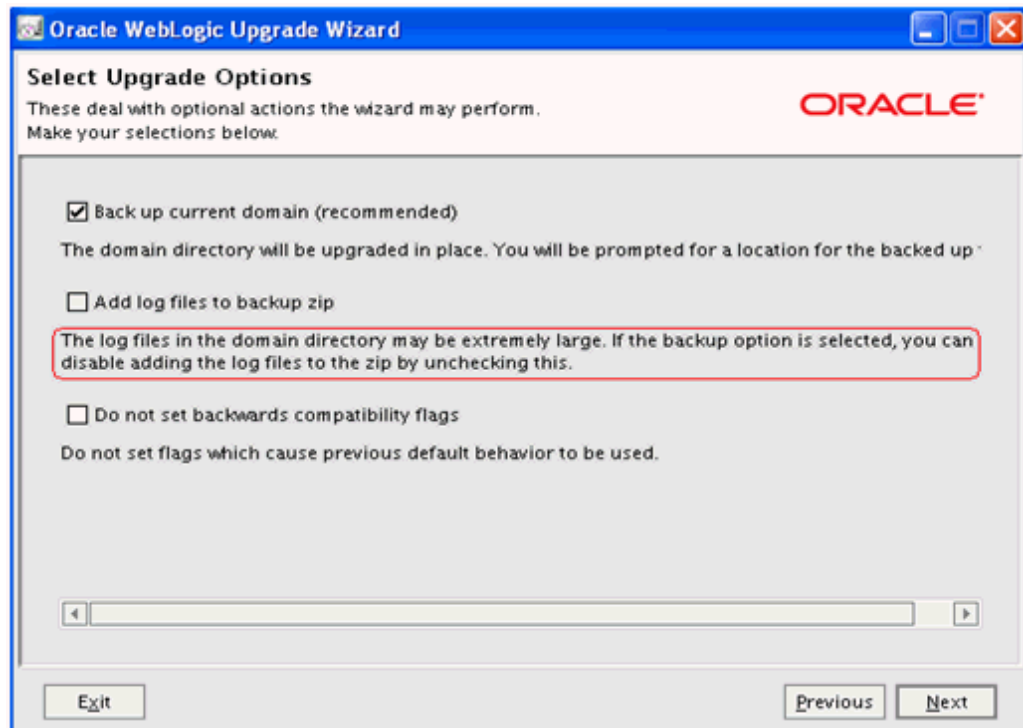 Oracle WebLogic Upgrade Wizard
Select Upgrade Options
These deal with optional actions the wizard may perform.
Make your selections below.
ORACLE
Back up current domain (recommended)
The domain directory will be upgraded in place. You will be prompted for a location for the backed up
Add log files to backup zip
The log files in the domain directory may be extremely large. If the backup option is selected, you can
disable adding the log files to the zip by unchecking this.
Do not set backwards compatibility flags
Do not set flags which cause previous default behavior to be used.
Exit
Previous
Next